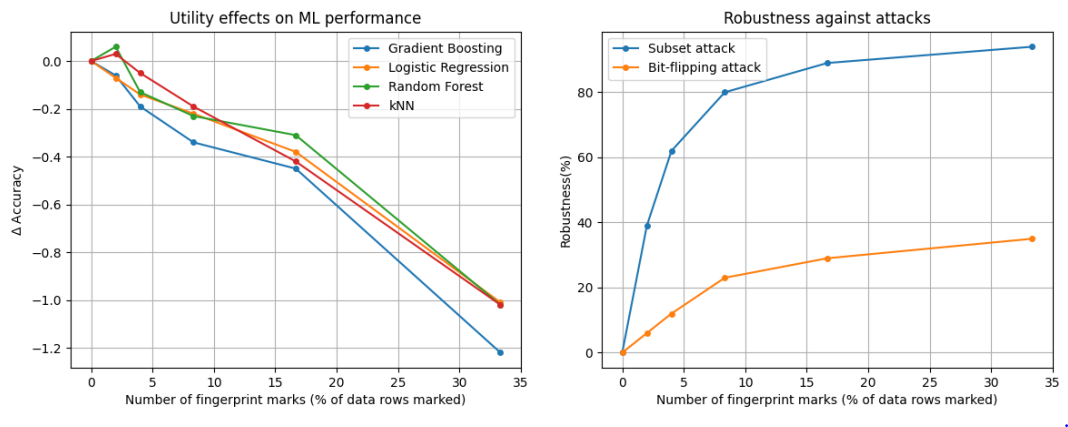 Utility effects on ML performance
Gradient Boosting
Logistic Regression
Random Forest
kNN
0.0
−0.2
−0.4
−0.6
−0.8
−1.0
−1.2
Δ Accuracy
0 5 10 15 20 25 30 35
Number of fingerprint marks (% of data rows marked)
Robustness against attacks
Subset attack
Bit-flipping attack
80
60
40
20
0
Robustness(%)
0 5 10 15 20 25 30 35
Number of fingerprint marks (% of data rows marked)